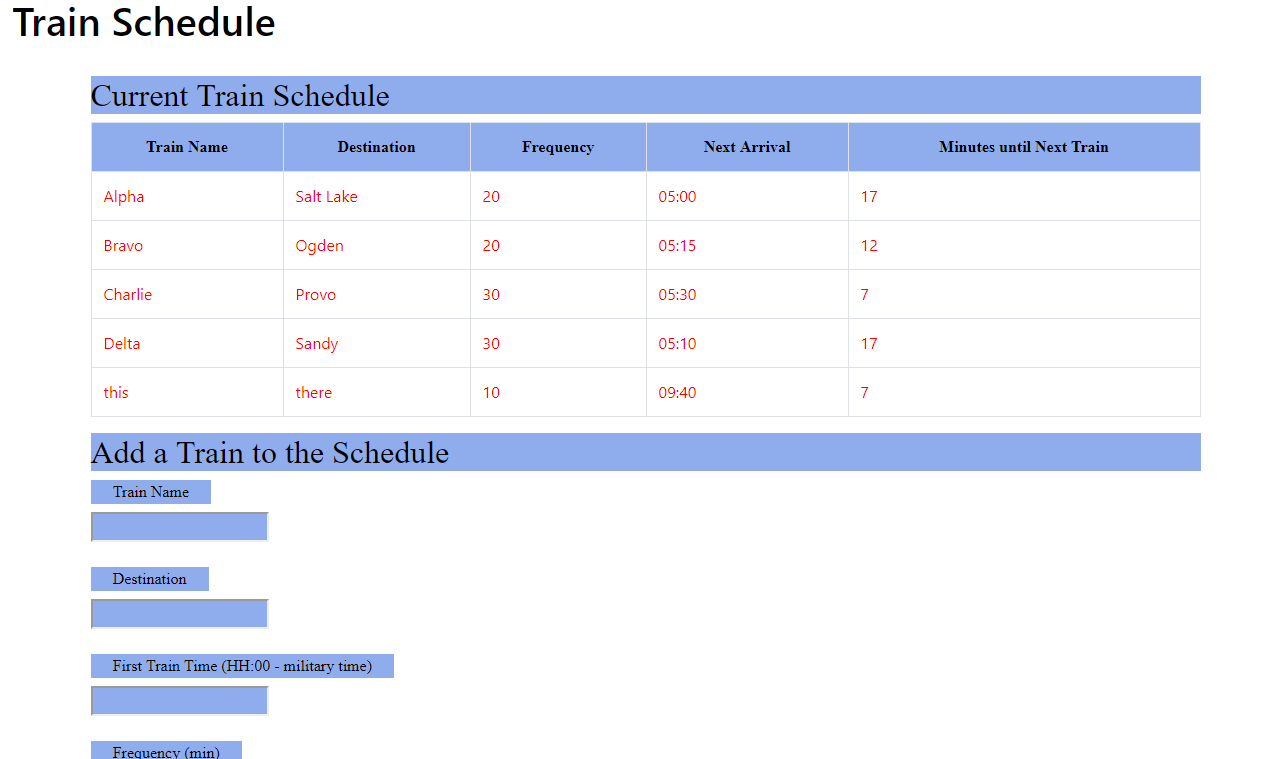 Train Schedule
Current Train Schedule
Train Name Destination Frequency Next Arrival Minutes until Next Train
Alpha Salt Lake 20 05:00 17
Bravo Ogden 20 05:15 12
Charlie Provo 30 05:30 7
Delta Sandy 30 05:10 17
this there 10 09:40 7
Add a Train to the Schedule
Train Name
Destination
First Train Time (HH:00 - military time)
Frequency (min)